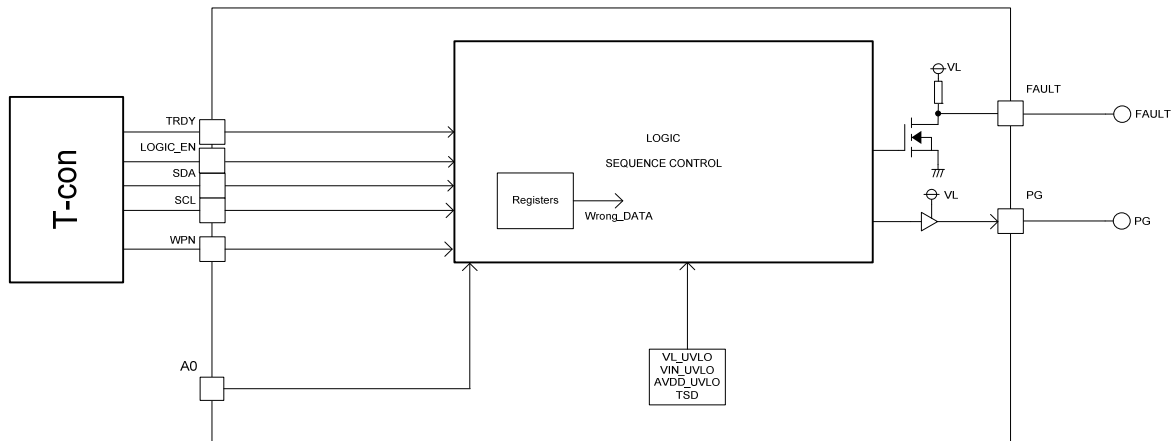 T-con
TRDY
LOGIC_EN
SDA
SCL
WPN
A0
LOGIC
SEQUENCE CONTROL
Registers
Wrong_DATA
VL_UVLO
VIN_UVLO
AVDD_UVLO
TSD
VL
FAULT
FAULT
VL
PG
PG